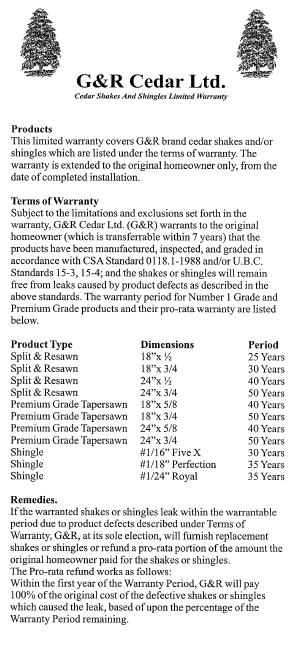 G&R Cedar Ltd.
Cedar Shakes And Shingles Limited Warranty
Products
This limited warranty covers G&R brand cedar shakes and/or
shingles which are listed under the terms of warranty. The
warranty is extended to the original homeowner only, from the
date of completed installation.
Terms of Warranty
Subject to the limitations and exclusions set forth in the
warranty, G&R Cedar Ltd. (G&R) warrants to the original
homeowner (which is transferrable within 7 years) that the
products have been manufactured, inspected, and graded in
accordance with CSA Standard 0118.1-1988 and/or U.B.C.
Standards 15-3, 15-4; and the shakes or shingles will remain
free from leaks caused by product defects as described in the
above standards. The warranty period for Number 1 Grade and
Premium Grade products and their pro-rata warranty are listed
below.
Product Type Dimensions Period
Split & Resawn 18”x ½ 25 Years
Split & Resawn 18”x 3/4 30 Years
Split & Resawn 24”x ½ 40 Years
Split & Resawn 24”x 3/4 50 Years
Premium Grade Tapersawn 18”x 5/8 40 Years
Premium Grade Tapersawn 18”x 3/4 50 Years
Premium Grade Tapersawn 24”x 5/8 40 Years
Premium Grade Tapersawn 24”x 3/4 50 Years
Shingle #1/16” Five X 30 Years
Shingle #1/18” Perfection 35 Years
Shingle #1/24” Royal 35 Years
Remedies.
If the warranted shakes or shingles leak within the warrantable
period due to product defects described under Terms of
Warranty, G&R, at its sole election, will furnish replacement
shakes or shingles or refund a pro-rata portion of the amount the
original homeowner paid for the shakes or shingles.
The Pro-rata refund works as follows:
Within the first year of the Warranty Period, G&R will pay
100% of the original cost of the defective shakes or shingles
which caused the leak, based of upon the percentage of the
Warranty Period remaining.